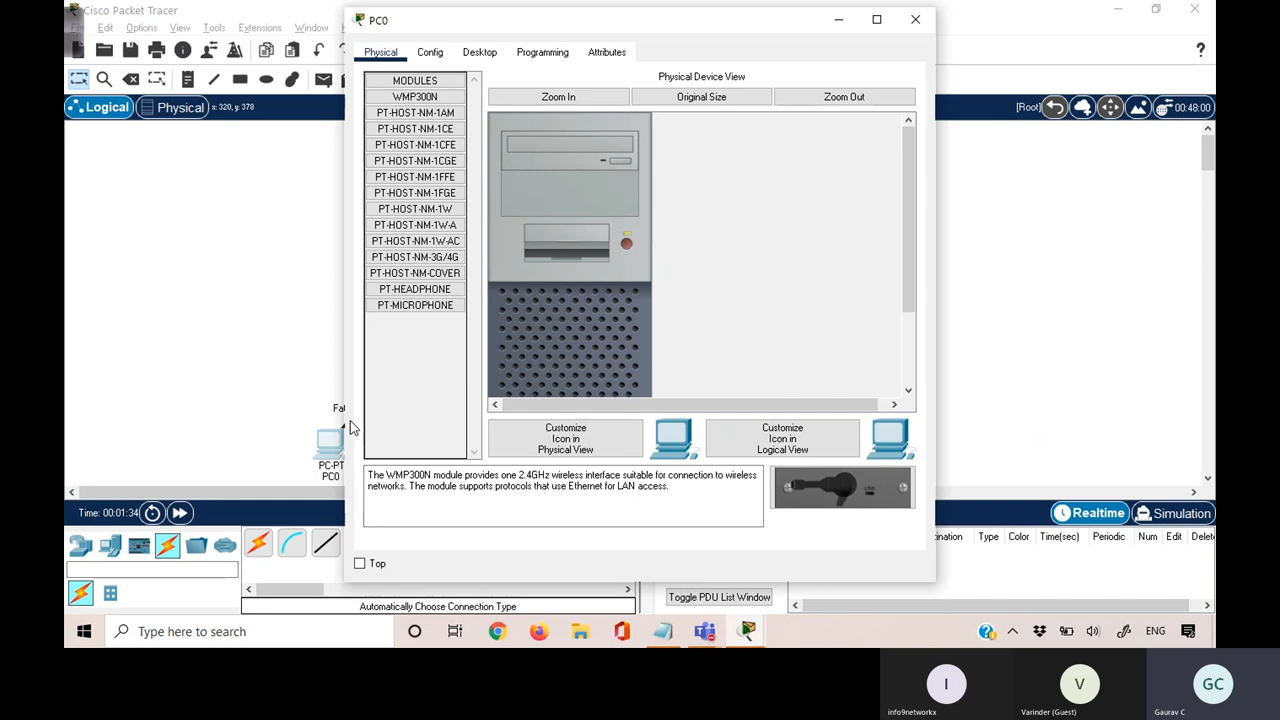 Cisco Packet Tracer
File Edit Options View Tools Extensions Window
PC0
Physical Config Desktop Programming Attributes
Logical Physical x: 320, y: 378
[Root] 00:48:00
MODULES
WMP300N
PT-HOST-NM-1AM
PT-HOST-NM-1CE
PT-HOST-NM-1CFE
PT-HOST-NM-1CGE
PT-HOST-NM-1FFE
PT-HOST-NM-1FGE
PT-HOST-NM-1W
PT-HOST-NM-1W-A
PT-HOST-NM-1W-AC
PT-HOST-NM-3G/4G
PT-HOST-NM-COVER
PT-HEADPHONE
PT-MICROPHONE
Physical Device View
Zoom In Original Size Zoom Out
Customize
Icon in
Physical View
Customize
Icon in
Logical View
The WMP300N module provides one 2.4GHz wireless interface suitable for connection to wireless
networks. The module supports protocols that use Ethernet for LAN access.
Top
Fa
PC-PT
PC0
Time: 00:01:34
Realtime Simulation
ination Type Color Time(sec) Periodic Num Edit Delet
Automatically Choose Connection Type
Toggle PDU List Window
Type here to search
ENG
I V GC
info9networkx Varinder (Guest) Gaurav C